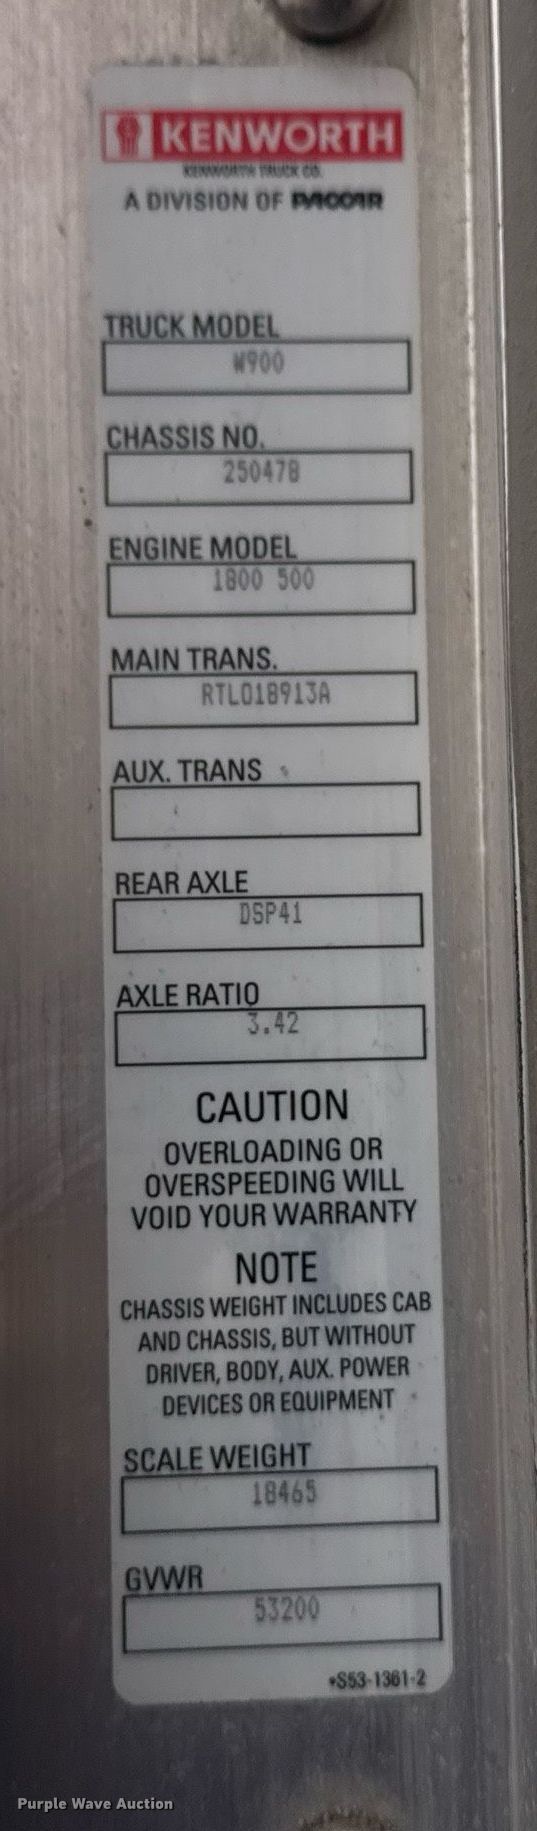 KENWORTH
KENWORTH TRUCK CO.
A DIVISION OF PACCAR
TRUCK MODEL
W900
CHASSIS NO.
250478
ENGINE MODEL
1800 500
MAIN TRANS.
RTLO18913A
AUX. TRANS
REAR AXLE
DSP41
AXLE RATIO
3.42
CAUTION
OVERLOADING OR
OVERSPEEDING WILL
VOID YOUR WARRANTY
NOTE
CHASSIS WEIGHT INCLUDES CAB
AND CHASSIS, BUT WITHOUT
DRIVER, BODY, AUX. POWER
DEVICES OR EQUIPMENT
SCALE WEIGHT
18465
GVWR
53200
*S53-1361-2
Purple Wave Auction